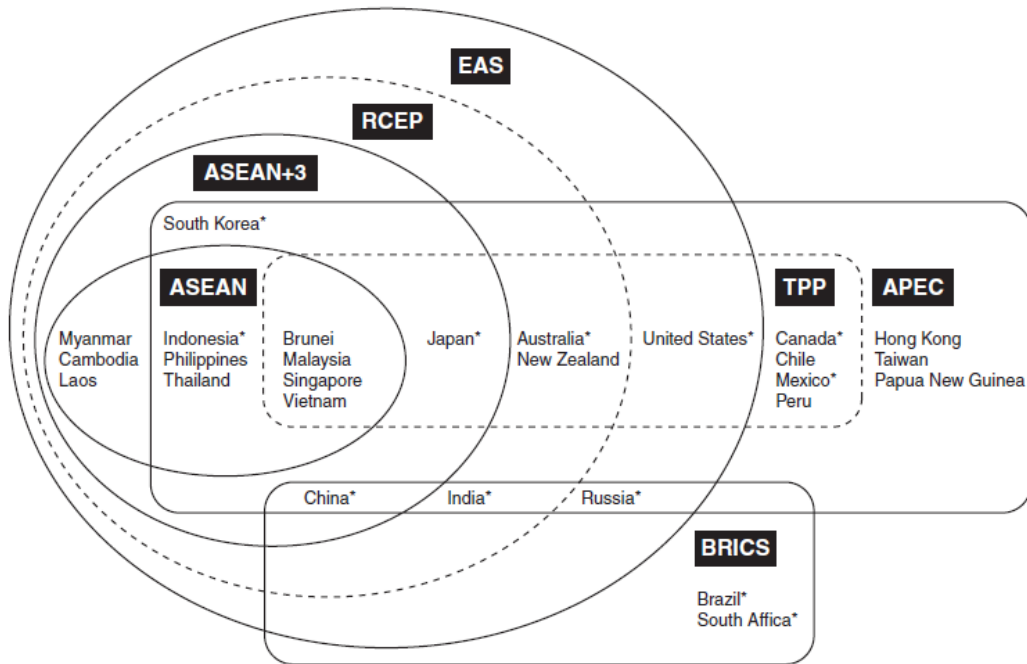 EAS
RCEP
ASEAN+3
South Korea*
ASEAN
TPP
APEC
Myanmar
Cambodia
Laos
Indonesia*
Philippines
Thailand
Brunei
Malaysia
Singapore
Vietnam
Japan*
Australia*
New Zealand
United States*
Canada*
Chile
Mexico*
Peru
Hong Kong
Taiwan
Papua New Guinea
China*
India*
Russia*
BRICS
Brazil*
South Affica*